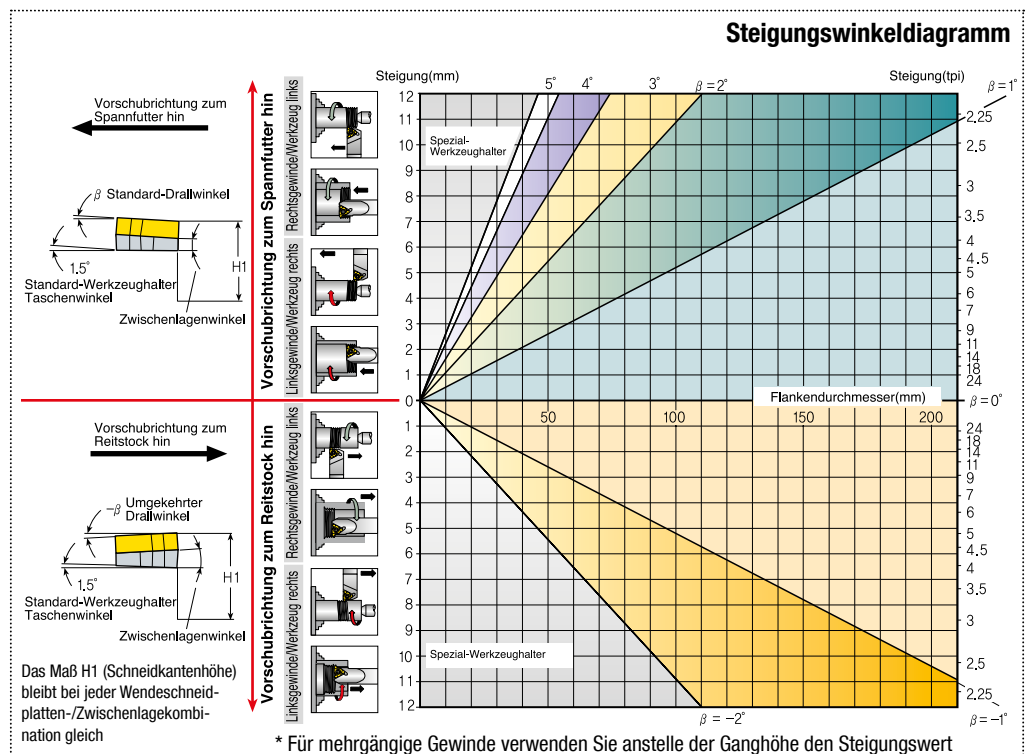 Steigungswinkeldiagramm
Vorschubrichtung zum
Spannfutter hin
β Standard-Drallwinkel
1.5°
H1
Standard-Werkzeughalter
Taschenwinkel
Zwischenlagenwinkel
Vorschubrichtung zum
Reitstock hin
-β
Umgekehrter
Drallwinkel
1.5°
H1
Standard-Werkzeughalter
Taschenwinkel
Zwischenlagenwinkel
Das Maß H1 (Schneidkantenhöhe)
bleibt bei jeder Wendeschneid-
platten-/Zwischenlagekombi-
nation gleich
Vorschubrichtung zum Spannfutter hin
Vorschubrichtung zum Reitstock hin
Rechtsgewinde/Werkzeug links
Linksgewinde/Werkzeug rechts
Rechtsgewinde/Werkzeug links
Linksgewinde/Werkzeug rechts
Steigung(mm)
5°
4°
3°
β=2°
Steigung(tpi)
β=1°
12
11
10
9
8
7
6
5
4
3
2
1
0
1
2
3
4
5
6
7
8
9
10
11
12
Spezial-
Werkzeughalter
Flankendurchmesser(mm)
50
100
150
200
Spezial-Werkzeughalter
2,25
2,5
3
3,5
4
4,5
5
6
7
9
11
14
18
24
β=0°
24
18
14
11
9
7
6
5
4,5
4
3,5
3
2,5
2,25
β=-1°
β=-2°
* Für mehrgängige Gewinde verwenden Sie anstelle der Ganghöhe den Steigungswert